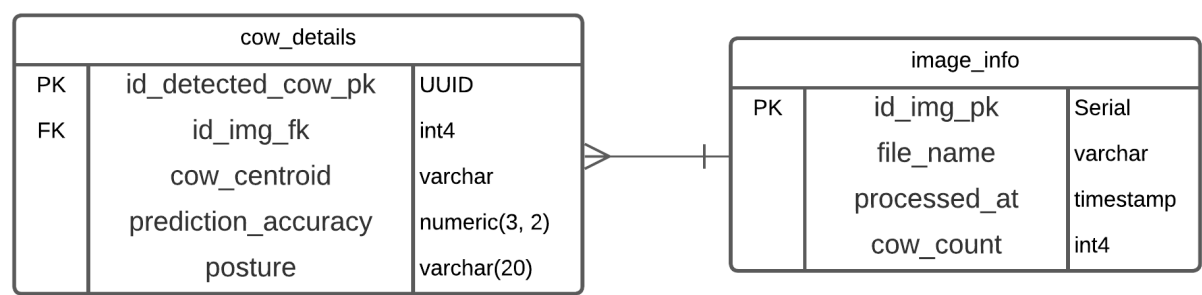 cow_details
PK id_detected_cow_pk UUID
FK id_img_fk int4
cow_centroid varchar
prediction_accuracy numeric(3, 2)
posture varchar(20)
image_info
PK id_img_pk Serial
file_name varchar
processed_at timestamp
cow_count int4